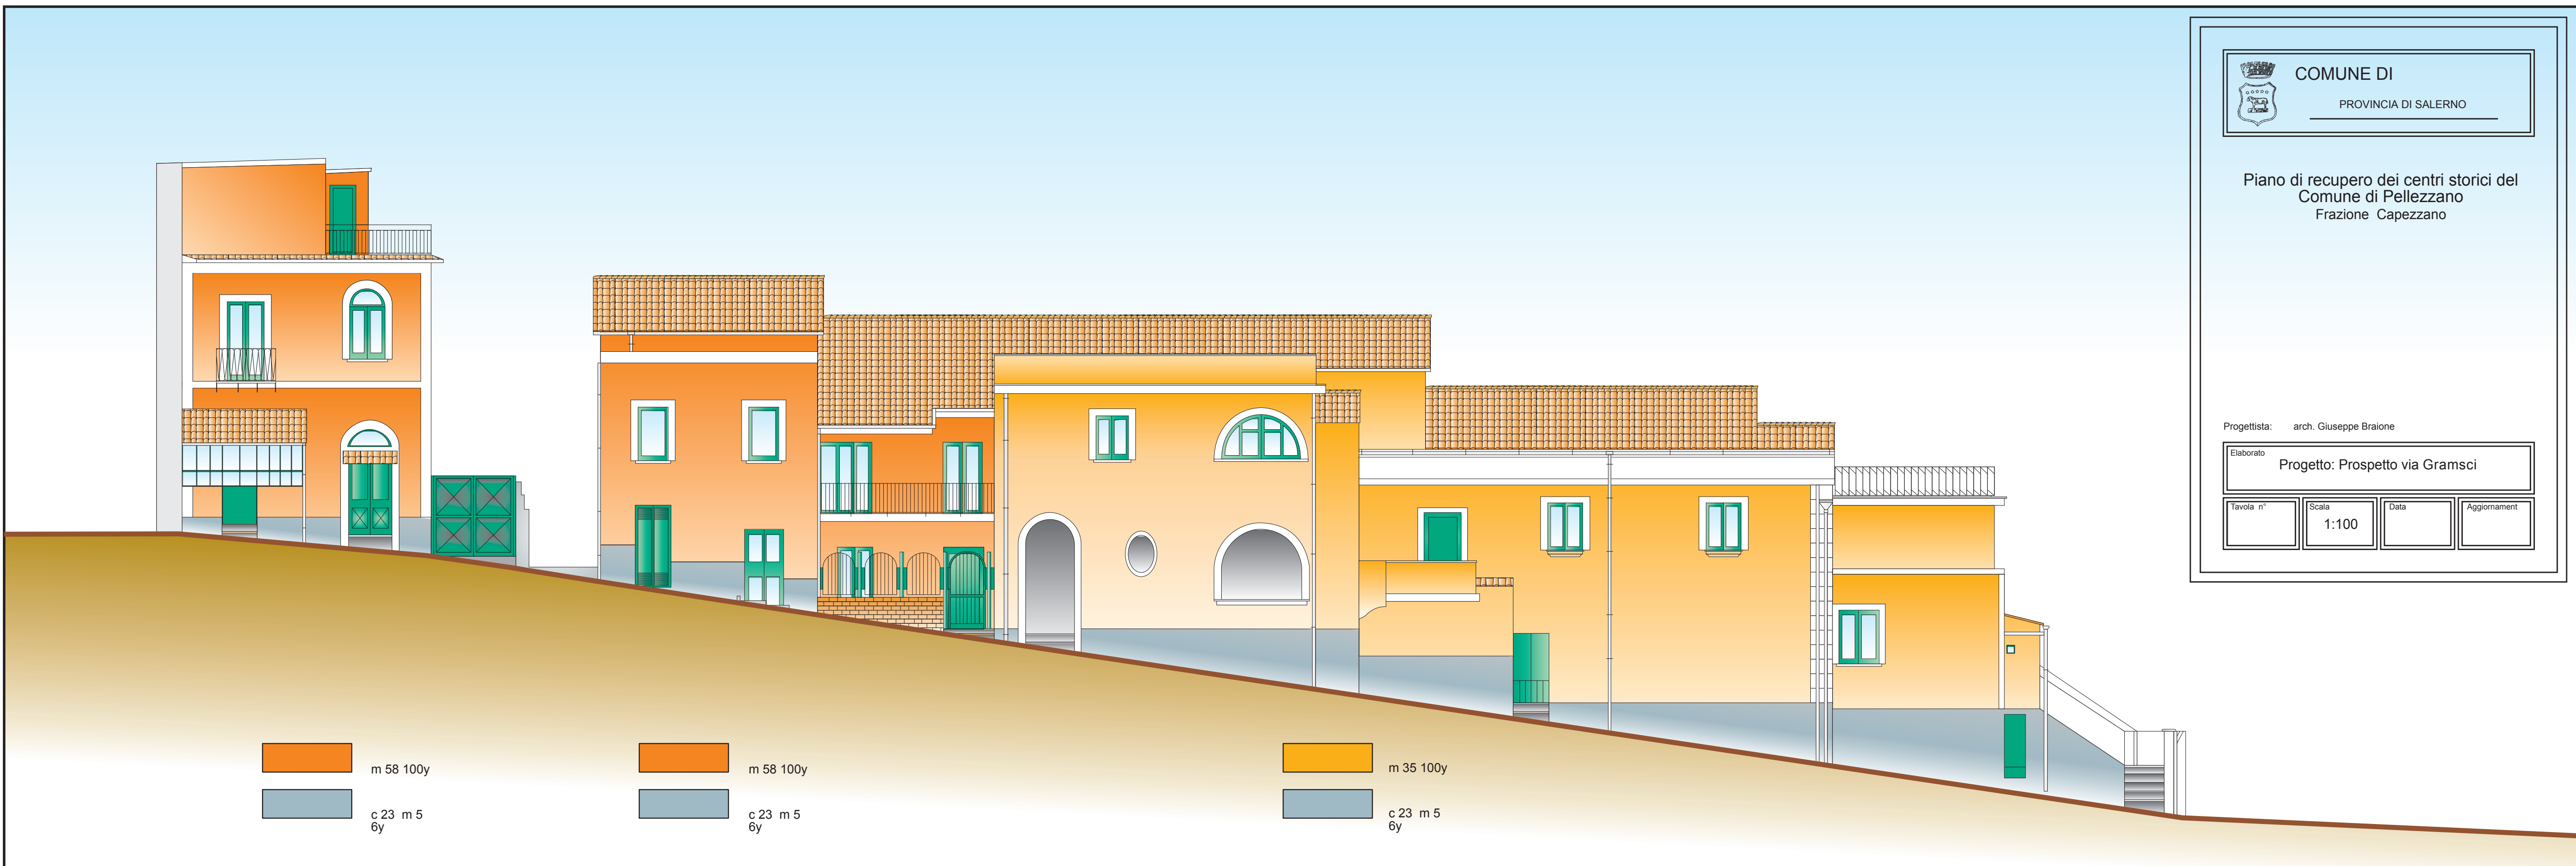 COMUNE DI
PROVINCIA DI SALERNO
Piano di recupero dei centri storici del
Comune di Pellezzano
Frazione Capezzano
Progettista: arch. Giuseppe Braione
Elaborato
Progetto: Prospetto via Gramsci
Tavola n°
Scala
1:100
Data
Aggiornament
m 58 100y
c 23 m 5
6y
m 58 100y
c 23 m 5
6y
m 35 100y
c 23 m 5
6y